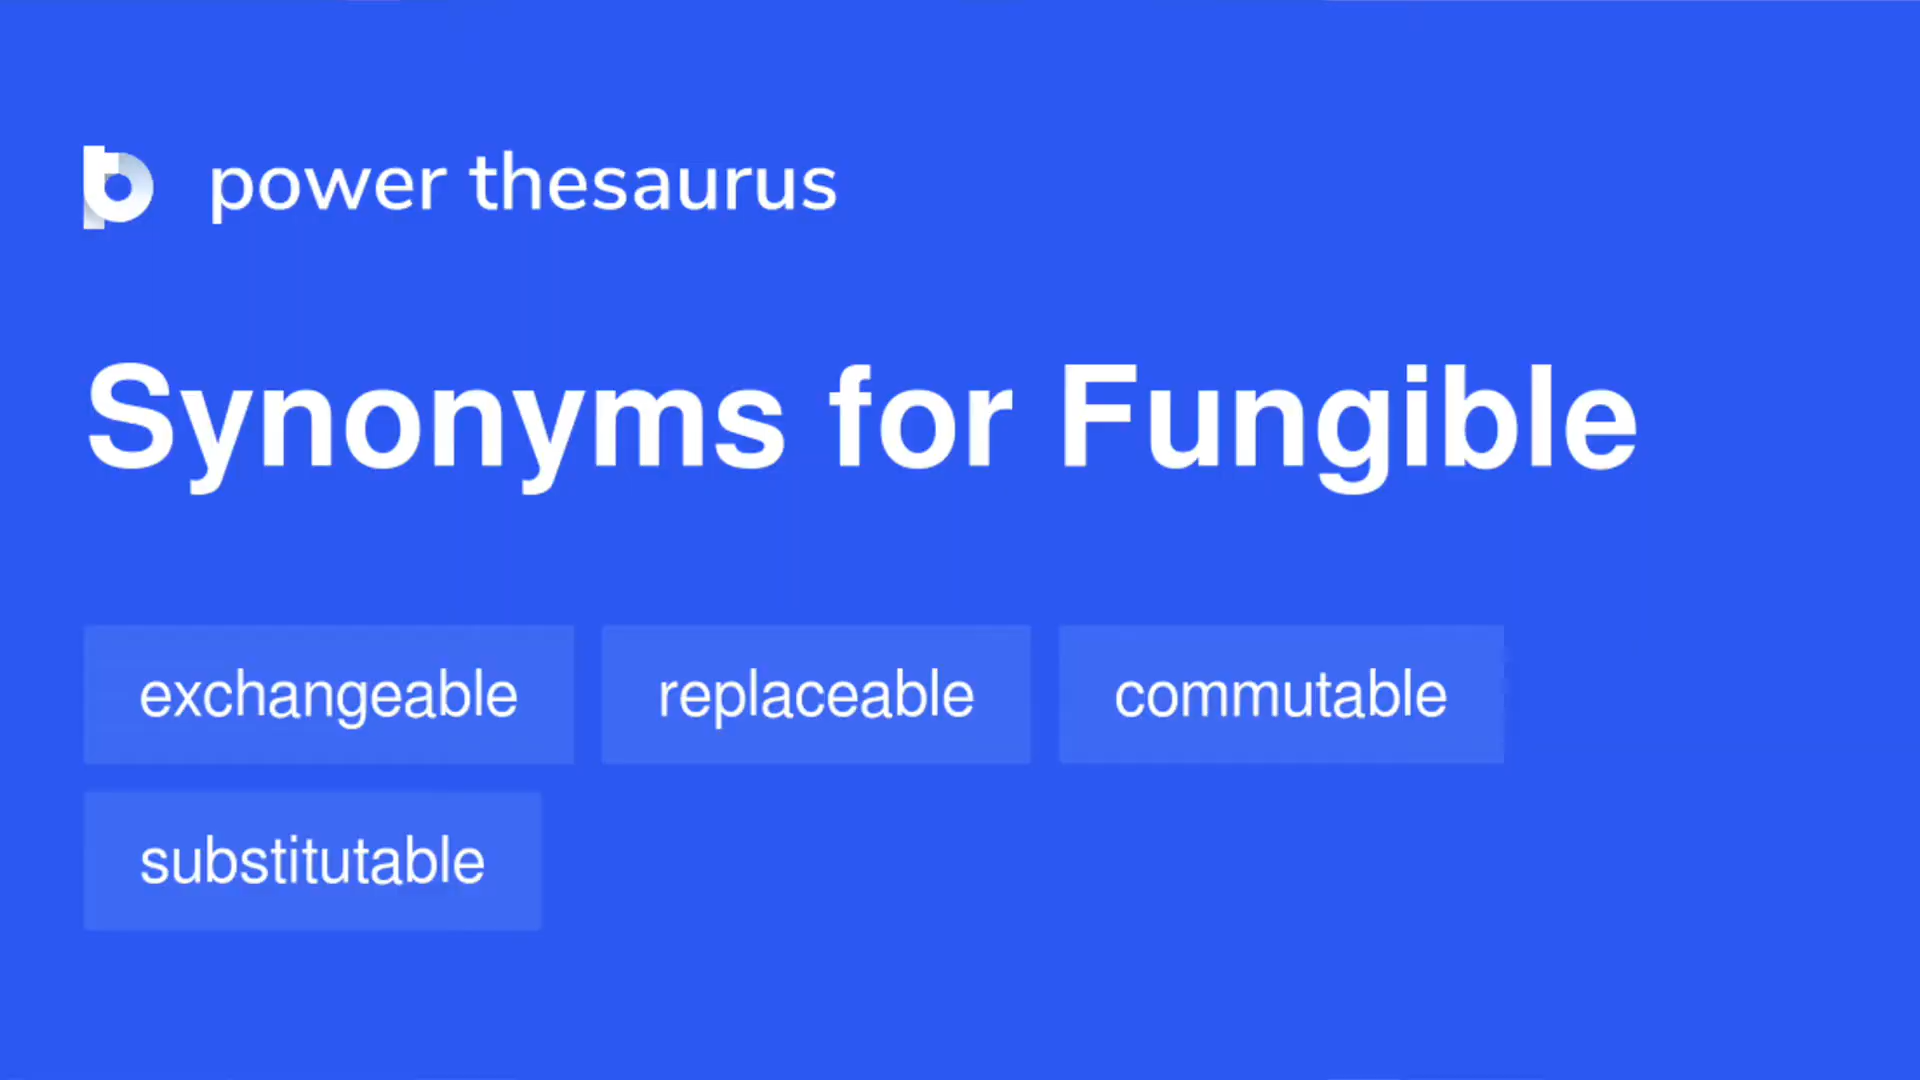 power thesaurus
Synonyms for Fungible
exchangeable replaceable commutable
substitutable